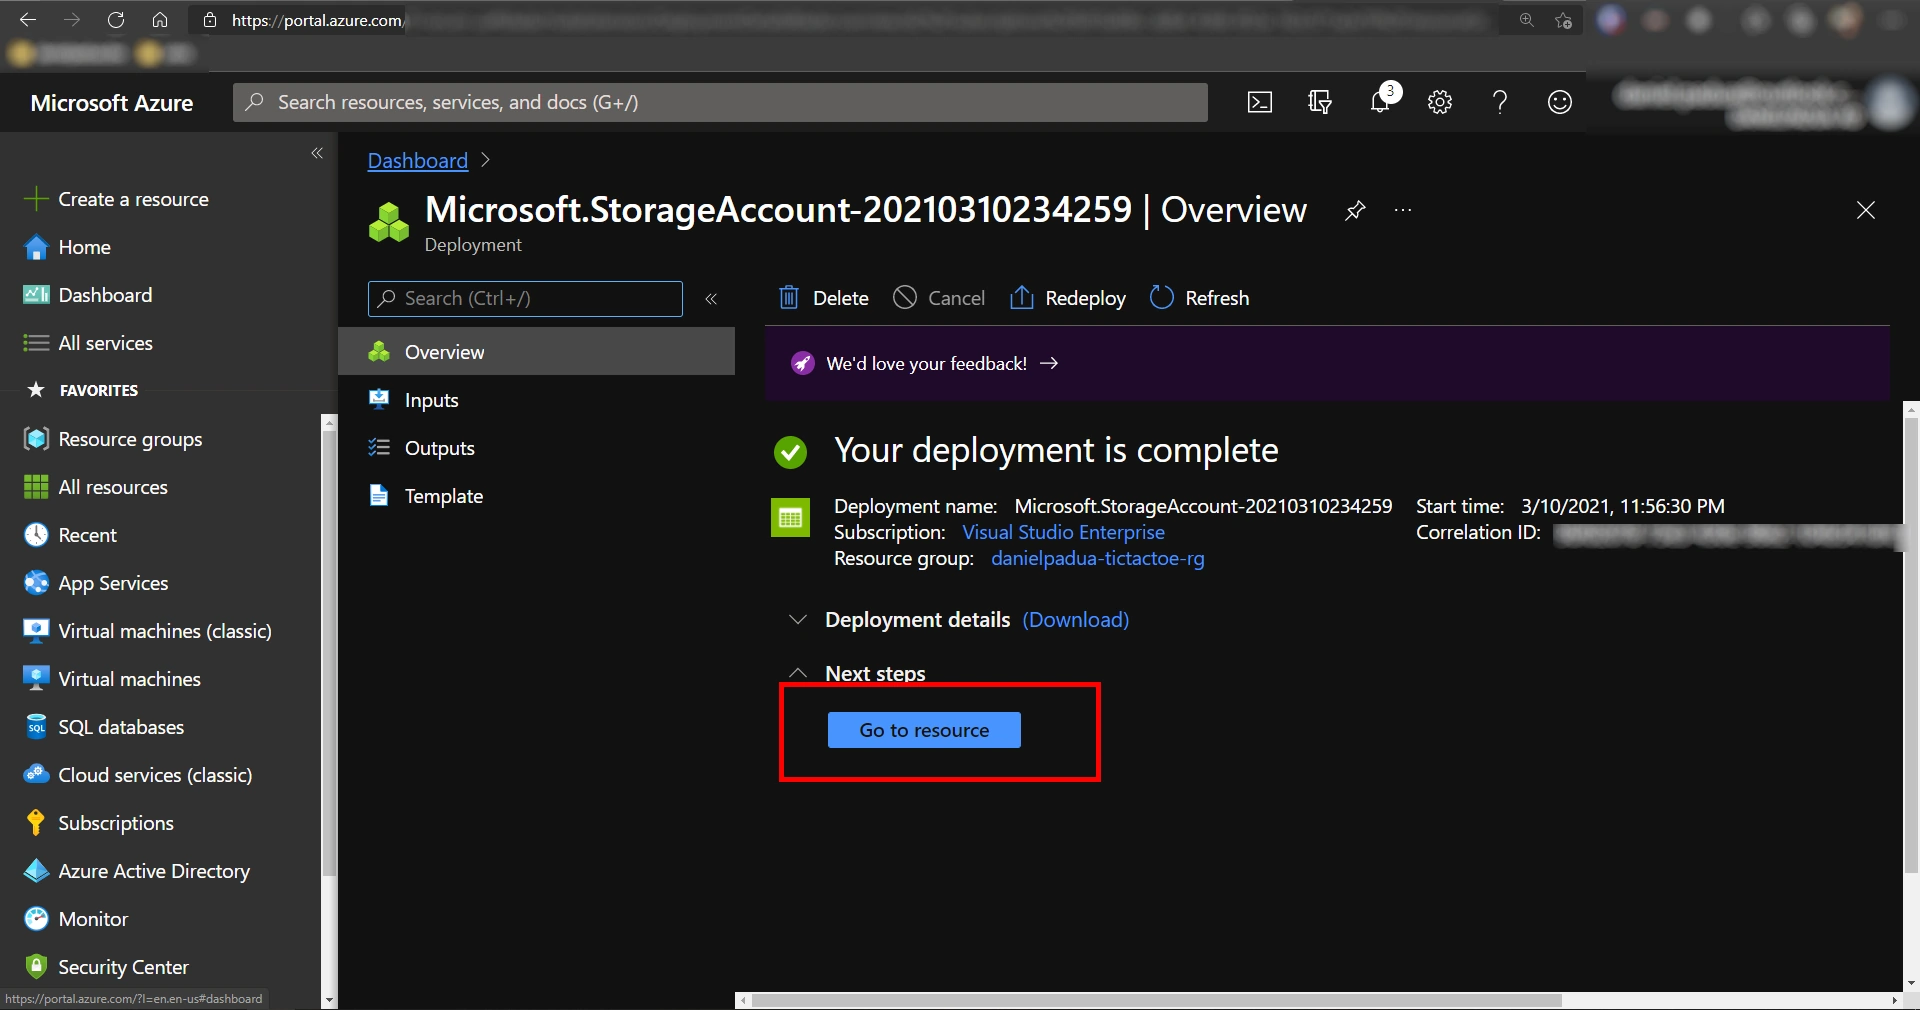 https://portal.azure.com/
Microsoft Azure
Search resources, services, and docs (G+/)
3
Dashboard
Microsoft.StorageAccount-20210310234259 | Overview
Deployment
Create a resource
Home
Dashboard
All services
FAVORITES
Resource groups
All resources
Recent
App Services
Virtual machines (classic)
Virtual machines
SQL databases
Cloud services (classic)
Subscriptions
Azure Active Directory
Monitor
Security Center
https://portal.azure.com/?l=en.en-us#dashboard
Search (Ctrl+/)
Overview
Inputs
Outputs
Template
Delete Cancel Redeploy Refresh
We'd love your feedback!
Your deployment is complete
Deployment name: Microsoft.StorageAccount-20210310234259 Start time: 3/10/2021, 11:56:30 PM
Subscription: Visual Studio Enterprise Correlation ID:
Resource group: danielpadua-tictactoe-rg
Deployment details (Download)
Next steps
Go to resource